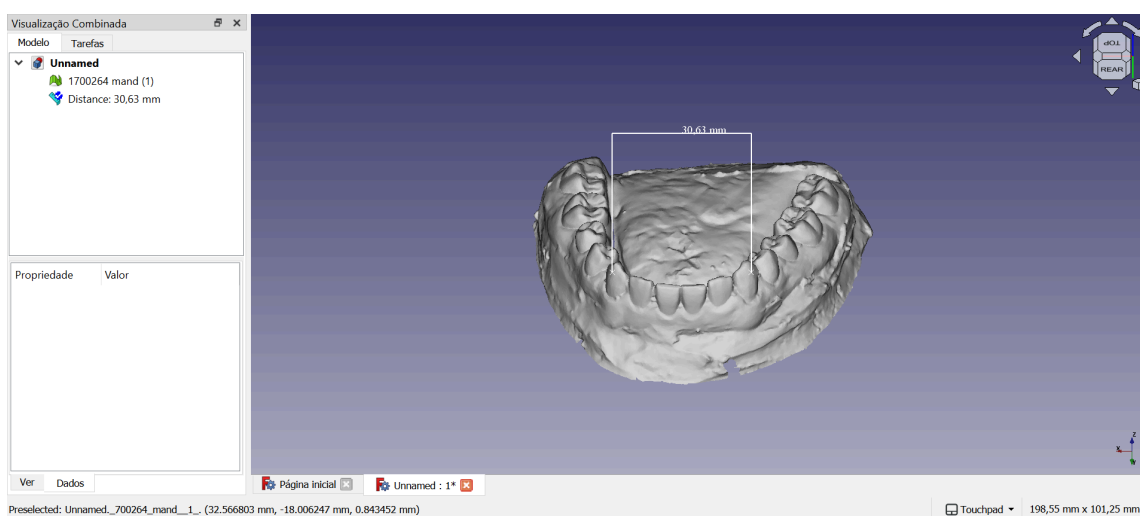 Visualização Combinada
Modelo Tarefas
Unnamed
1700264 mand (1)
Distance: 30,63 mm
30,63 mm
TOP
REAR
Propriedade Valor
z
x
Ver Dados
Página inicial
Unnamed : 1*
Preselected: Unnamed._700264_mand__1_. (32.566803 mm, -18.006247 mm, 0.843452 mm)
Touchpad
198,55 mm x 101,25 mm